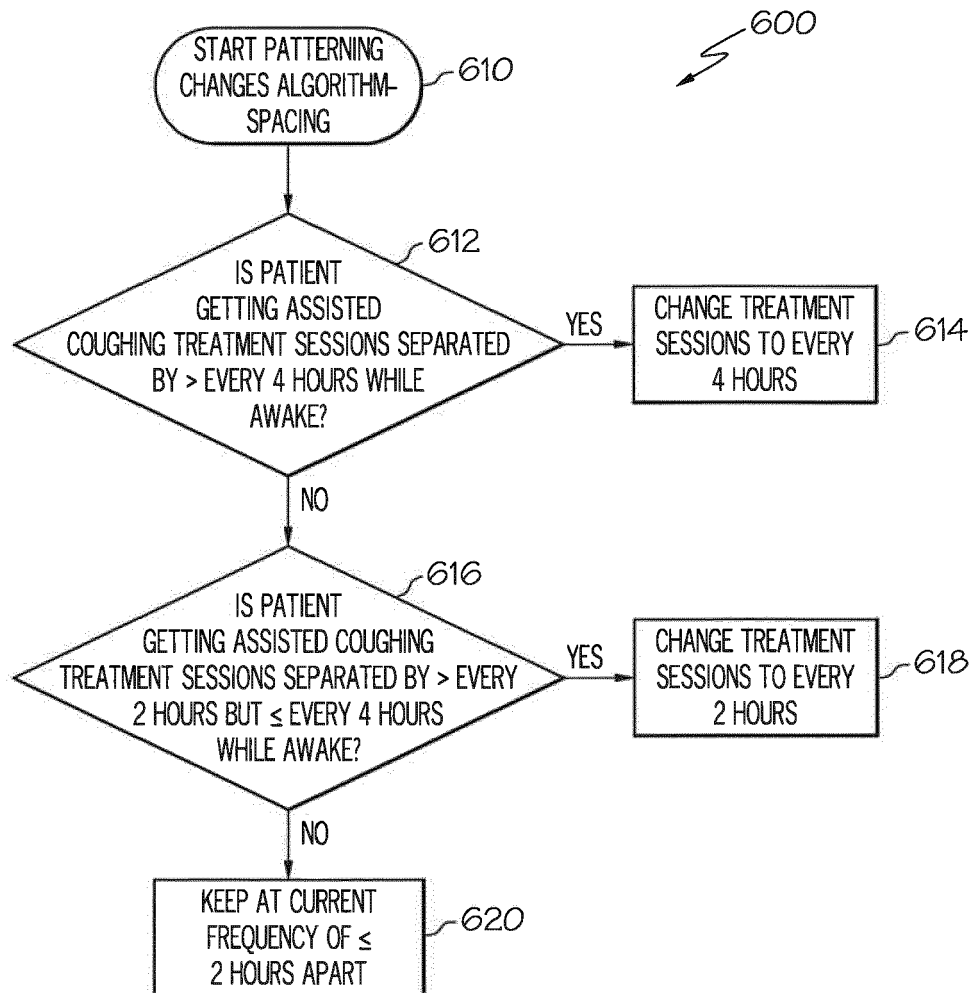 600
START PATTERNING
CHANGES ALGORITHM-
SPACING
610
612
IS PATIENT
GETTING ASSISTED
COUGHING TREATMENT SESSIONS SEPARATED
BY > EVERY 4 HOURS WHILE
AWAKE?
YES
CHANGE TREATMENT
SESSIONS TO EVERY
4 HOURS
614
NO
616
IS PATIENT
GETTING ASSISTED COUGHING
TREATMENT SESSIONS SEPARATED BY > EVERY
2 HOURS BUT ≤ EVERY 4 HOURS
WHILE AWAKE?
YES
CHANGE TREATMENT
SESSIONS TO EVERY
2 HOURS
618
NO
KEEP AT CURRENT
FREQUENCY OF ≤
2 HOURS APART
620